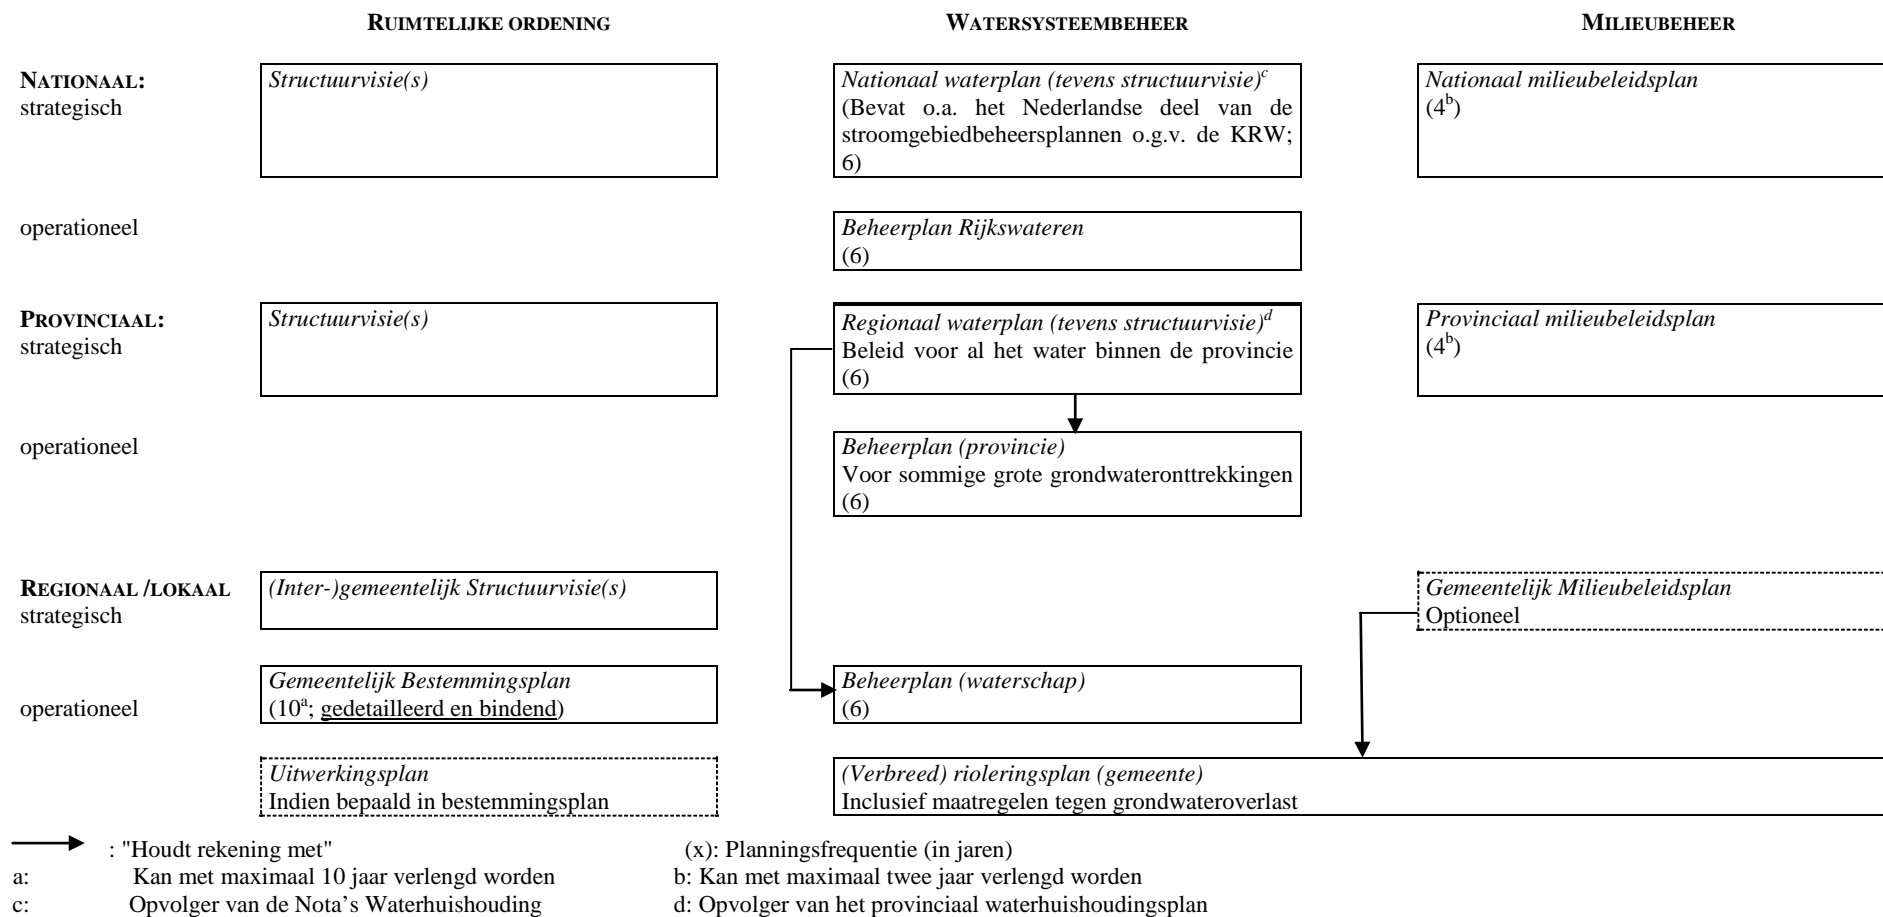 RUIMTELIJKE ORDENING
WATERSYSTEEMBEHEER
MILIEUBEHEER
NATIONAAL:
strategisch
Structuurvisie(s)
Nationaal waterplan (tevens structuurvisie)c
(Bevat o.a. het Nederlandse deel van de
stroomgebiedbeheersplannen o.g.v. de KRW;
6)
Nationaal milieubeleidsplan
(4b)
operationeel
Beheerplan Rijkswateren
(6)
PROVINCIAAL:
strategisch
Structuurvisie(s)
Regionaal waterplan (tevens structuurvisie)d
Beleid voor al het water binnen de provincie
(6)
Provinciaal milieubeleidsplan
(4b)
operationeel
Beheerplan (provincie)
Voor sommige grote grondwateronttrekkingen
(6)
REGIONAAL /LOKAAL
strategisch
(Inter-)gemeentelijk Structuurvisie(s)
Gemeentelijk Milieubeleidsplan
Optioneel
operationeel
Gemeentelijk Bestemmingsplan
(10a; gedetailleerd en bindend)
Beheerplan (waterschap)
(6)
Uitwerkingsplan
Indien bepaald in bestemmingsplan
(Verbreed) rioleringsplan (gemeente)
Inclusief maatregelen tegen grondwateroverlast
: "Houdt rekening met"
(x): Planningsfrequentie (in jaren)
a: Kan met maximaal 10 jaar verlengd worden
b: Kan met maximaal twee jaar verlengd worden
c: Opvolger van de Nota's Waterhuishouding
d: Opvolger van het provinciaal waterhuishoudingsplan